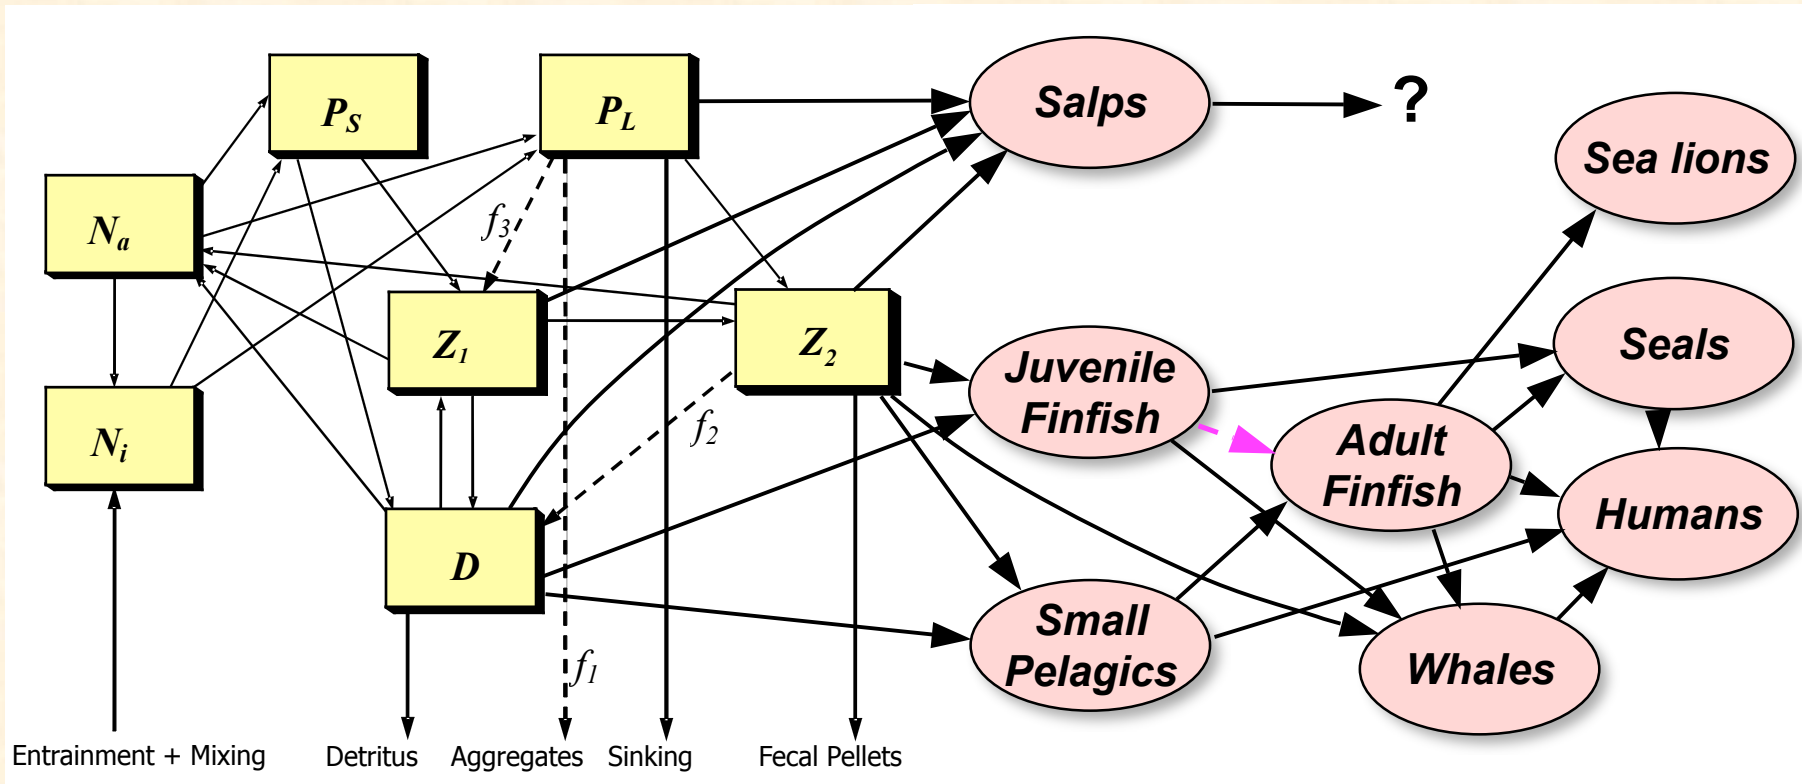 P_S
P_L
Salps
?
Sea lions
N_a
f_3
Z_1
Z_2
Juvenile
Finfish
Seals
N_i
f_2
Adult
Finfish
Humans
D
Small
Pelagics
f_1
Whales
Entrainment + Mixing
Detritus
Aggregates
Sinking
Fecal Pellets